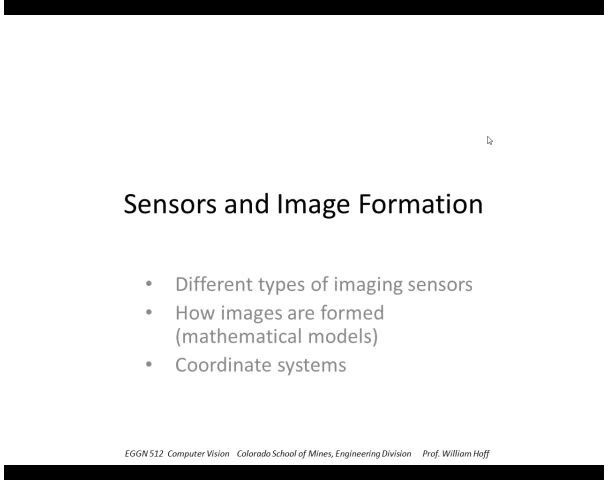 Sensors and Image Formation
• Different types of imaging sensors
• How images are formed
(mathematical models)
• Coordinate systems
EGGN 512 Computer Vision Colorado School of Mines, Engineering Division Prof. William Hoff